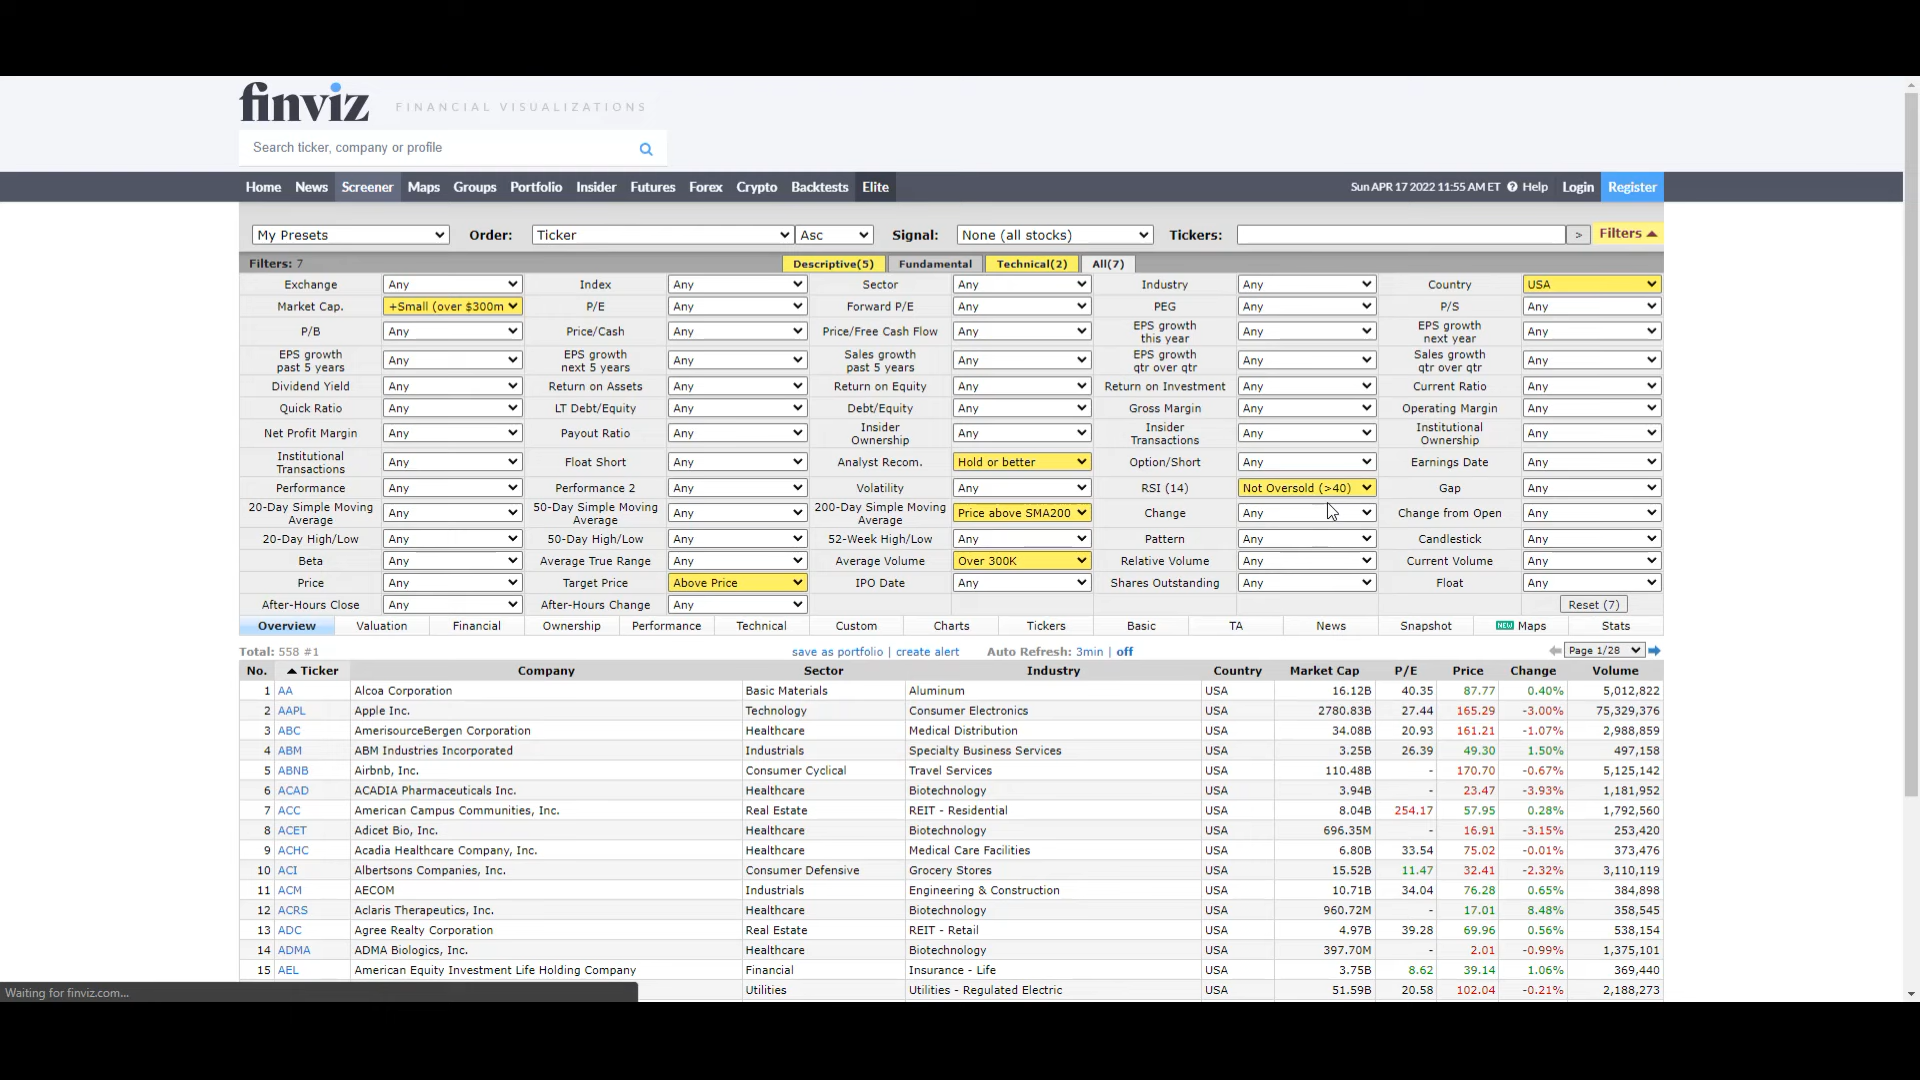 finviz FINANCIAL VISUALIZATIONS
Search ticker, company or profile
Home News Screener Maps Groups Portfolio Insider Futures Forex Crypto Backtests Elite Sun APR 17 2022 11:55 AM ET Help Login Register
My Presets Order: Ticker Asc Signal: None (all stocks) Tickers: > Filters
Filters: 7 Descriptive(5) Fundamental Technical(2) All(7)
Exchange Any Index Any Sector Any Industry Any Country USA
Market Cap. +Small (over $300m P/E Any Forward P/E Any PEG Any P/S Any
P/B Any Price/Cash Any Price/Free Cash Flow Any EPS growth this year Any EPS growth next year Any
EPS growth past 5 years Any EPS growth next 5 years Any Sales growth past 5 years Any EPS growth qtr over qtr Any Sales growth qtr over qtr Any
Dividend Yield Any Return on Assets Any Return on Equity Any Return on Investment Any Current Ratio Any
Quick Ratio Any LT Debt/Equity Any Debt/Equity Any Gross Margin Any Operating Margin Any
Net Profit Margin Any Payout Ratio Any Insider Ownership Any Insider Transactions Any Institutional Ownership Any
Institutional Transactions Any Float Short Any Analyst Recom. Hold or better Option/Short Any Earnings Date Any
Performance Any Performance 2 Any Volatility Any RSI (14) Not Oversold (>40) Gap Any
20-Day Simple Moving Average Any 50-Day Simple Moving Average Any 200-Day Simple Moving Average Price above SMA200 Change Any Change from Open Any
20-Day High/Low Any 50-Day High/Low Any 52-Week High/Low Any Pattern Any Candlestick Any
Beta Any Average True Range Any Average Volume Over 300K Relative Volume Any Current Volume Any
Price Any Target Price Above Price IPO Date Any Shares Outstanding Any Float Any
After-Hours Close Any After-Hours Change Any Reset (7)
Overview Valuation Financial Ownership Performance Technical Custom Charts Tickers Basic TA News Snapshot NEW Maps Stats
Total: 558 #1 save as portfolio | create alert Auto Refresh: 3min | off Page 1/28
No. Ticker Company Sector Industry Country Market Cap P/E Price Change Volume
1 AA Alcoa Corporation Basic Materials Aluminum USA 16.12B 40.35 87.77 0.40% 5,012,822
2 AAPL Apple Inc. Technology Consumer Electronics USA 2780.83B 27.44 165.29 -3.00% 75,329,376
3 ABC AmerisourceBergen Corporation Healthcare Medical Distribution USA 34.08B 20.93 161.21 -1.07% 2,988,859
4 ABM ABM Industries Incorporated Industrials Specialty Business Services USA 3.25B 26.39 49.30 1.50% 497,158
5 ABNB Airbnb, Inc. Consumer Cyclical Travel Services USA 110.48B - 170.70 -0.67% 5,125,142
6 ACAD ACADIA Pharmaceuticals Inc. Healthcare Biotechnology USA 3.94B - 23.47 -3.93% 1,181,952
7 ACC American Campus Communities, Inc. Real Estate REIT - Residential USA 8.04B 254.17 57.95 0.28% 1,792,560
8 ACET Adicet Bio, Inc. Healthcare Biotechnology USA 696.35M - 16.91 -3.15% 253,420
9 ACHC Acadia Healthcare Company, Inc. Healthcare Medical Care Facilities USA 6.80B 33.54 75.02 -0.01% 373,476
10 ACI Albertsons Companies, Inc. Consumer Defensive Grocery Stores USA 15.52B 11.47 32.41 -2.32% 3,110,119
11 ACM AECOM Industrials Engineering & Construction USA 10.71B 34.04 76.28 0.65% 384,898
12 ACRS Aclaris Therapeutics, Inc. Healthcare Biotechnology USA 960.72M - 17.01 8.48% 358,545
13 ADC Agree Realty Corporation Real Estate REIT - Retail USA 4.97B 39.28 69.96 0.56% 538,154
14 ADMA ADMA Biologics, Inc. Healthcare Biotechnology USA 397.70M - 2.01 -0.99% 1,375,101
15 AEL American Equity Investment Life Holding Company Financial Insurance - Life USA 3.75B 8.62 39.14 1.06% 369,440
Utilities Utilities - Regulated Electric USA 51.59B 20.58 102.04 -0.21% 2,188,273
Waiting for finviz.com...